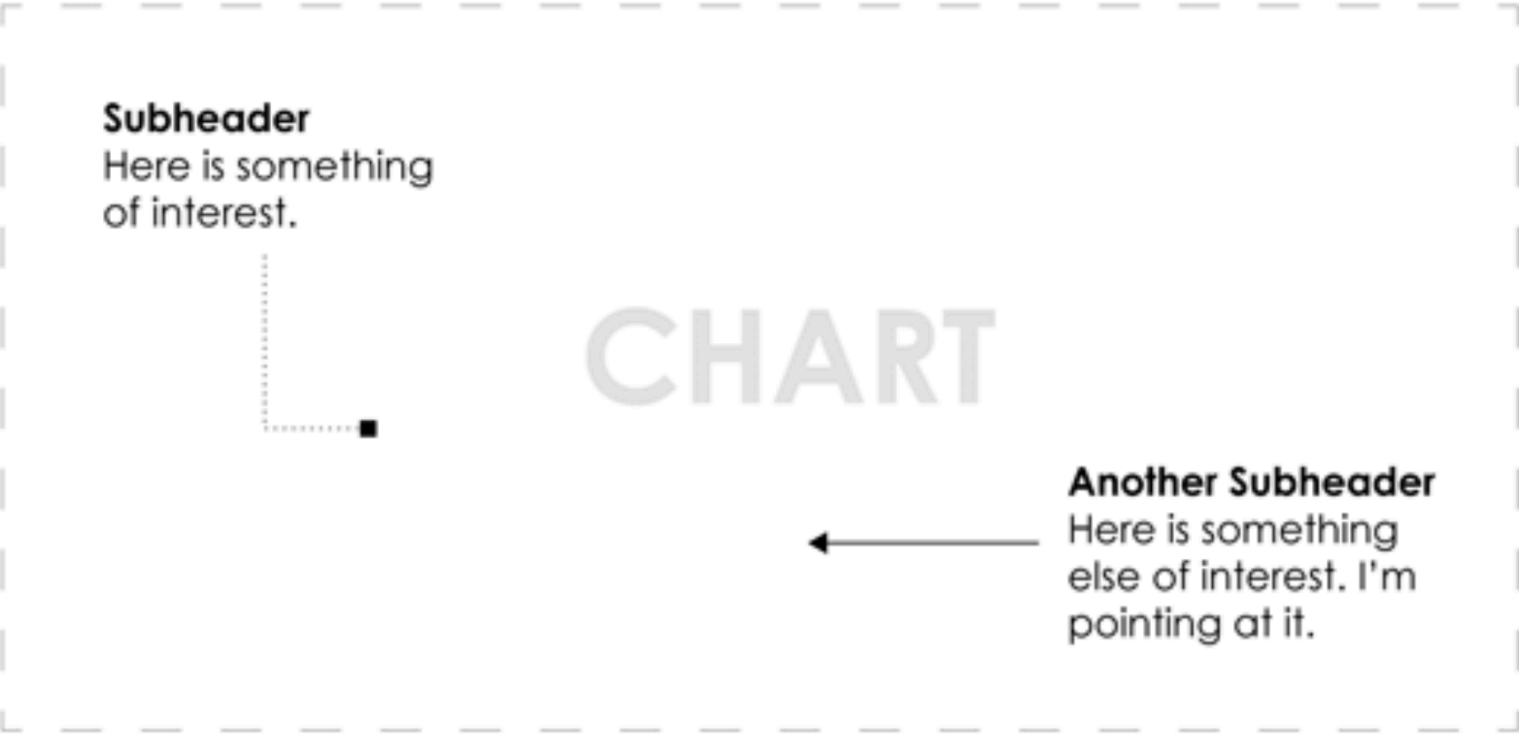 Subheader
Here is something
of interest.
CHART
Another Subheader
Here is something
else of interest. I’m
pointing at it.